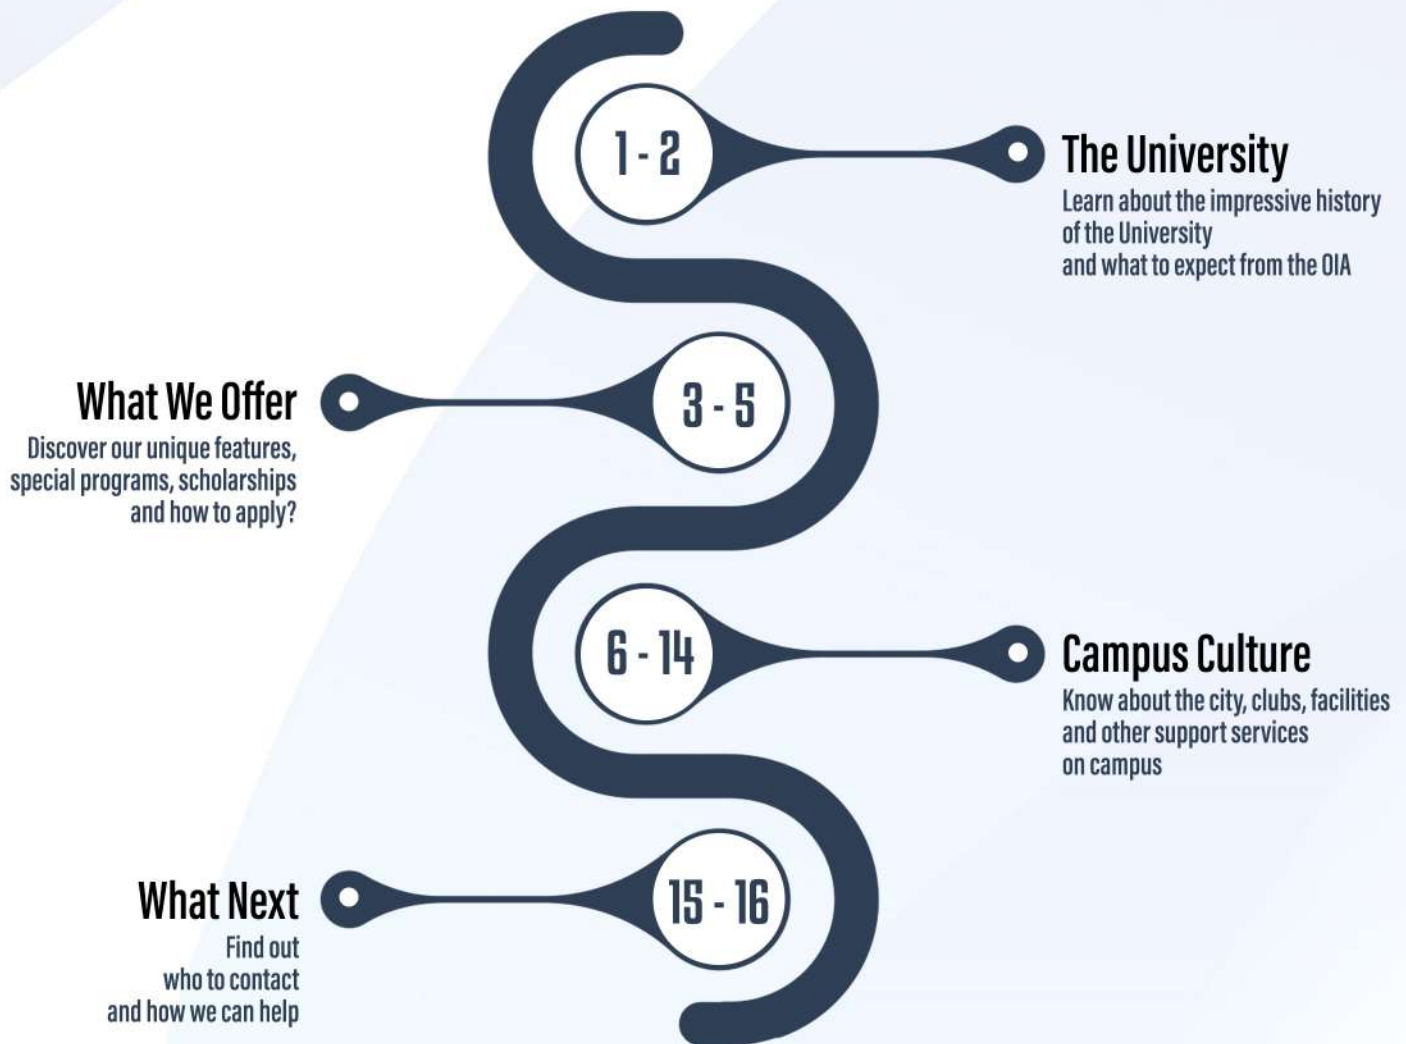 1 - 2
The University
Learn about the impressive history
of the University
and what to expect from the OIA
3 - 5
What We Offer
Discover our unique features,
special programs, scholarships
and how to apply?
6 - 14
Campus Culture
Know about the city, clubs, facilities
and other support services
on campus
15 - 16
What Next
Find out
who to contact
and how we can help